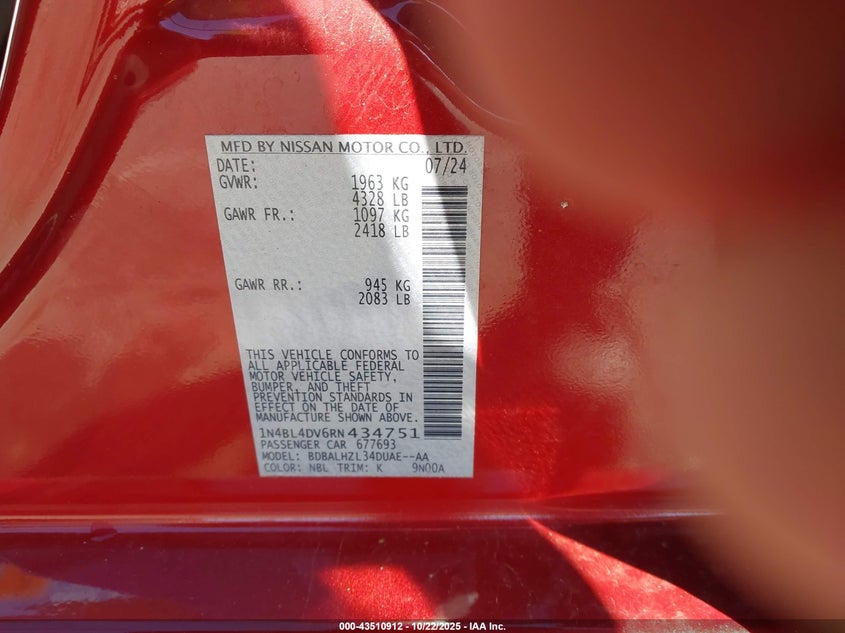 MFD BY NISSAN MOTOR CO., LTD.
DATE: 07/24
GVWR: 1963 KG
4328 LB
GAWR FR.: 1097 KG
2418 LB
GAWR RR.: 945 KG
2083 LB
THIS VEHICLE CONFORMS TO
ALL APPLICABLE FEDERAL
MOTOR VEHICLE SAFETY,
BUMPER, AND THEFT
PREVENTION STANDARDS IN
EFFECT ON THE DATE OF
MANUFACTURE SHOWN ABOVE.
1N4BL4DV6RN434751
PASSENGER CAR 677693
MODEL: BDBALHZL34DUAE--AA
COLOR: NBL TRIM: K 9N00A
000-43510912 - 10/22/2025 - IAA Inc.